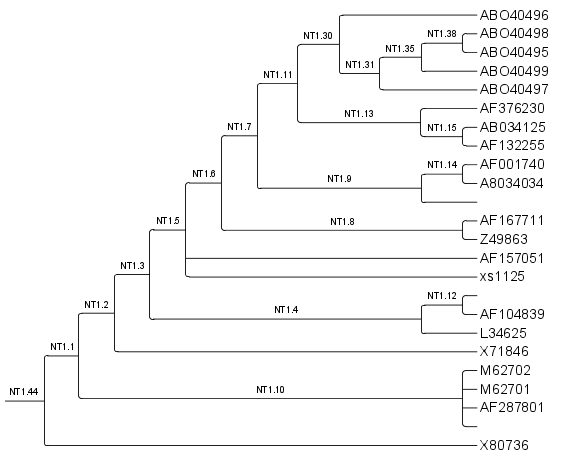 ABO40496
NT1.30
NT1.38
ABO40498
NT1.35
ABO40495
NT1.31
ABO40499
NT1.11
ABO40497
AF376230
NT1.13
NT1.15
AB034125
NT1.7
AF132255
NT1.14
AF001740
NT1.6
NT1.9
A8034034
NT1.5
NT1.8
AF167711
Z49863
AF157051
NT1.3
xs1125
NT1.12
NT1.2
NT1.4
AF104839
L34625
NT1.1
X71846
M62702
NT1.44
NT1.10
M62701
AF287801
X80736